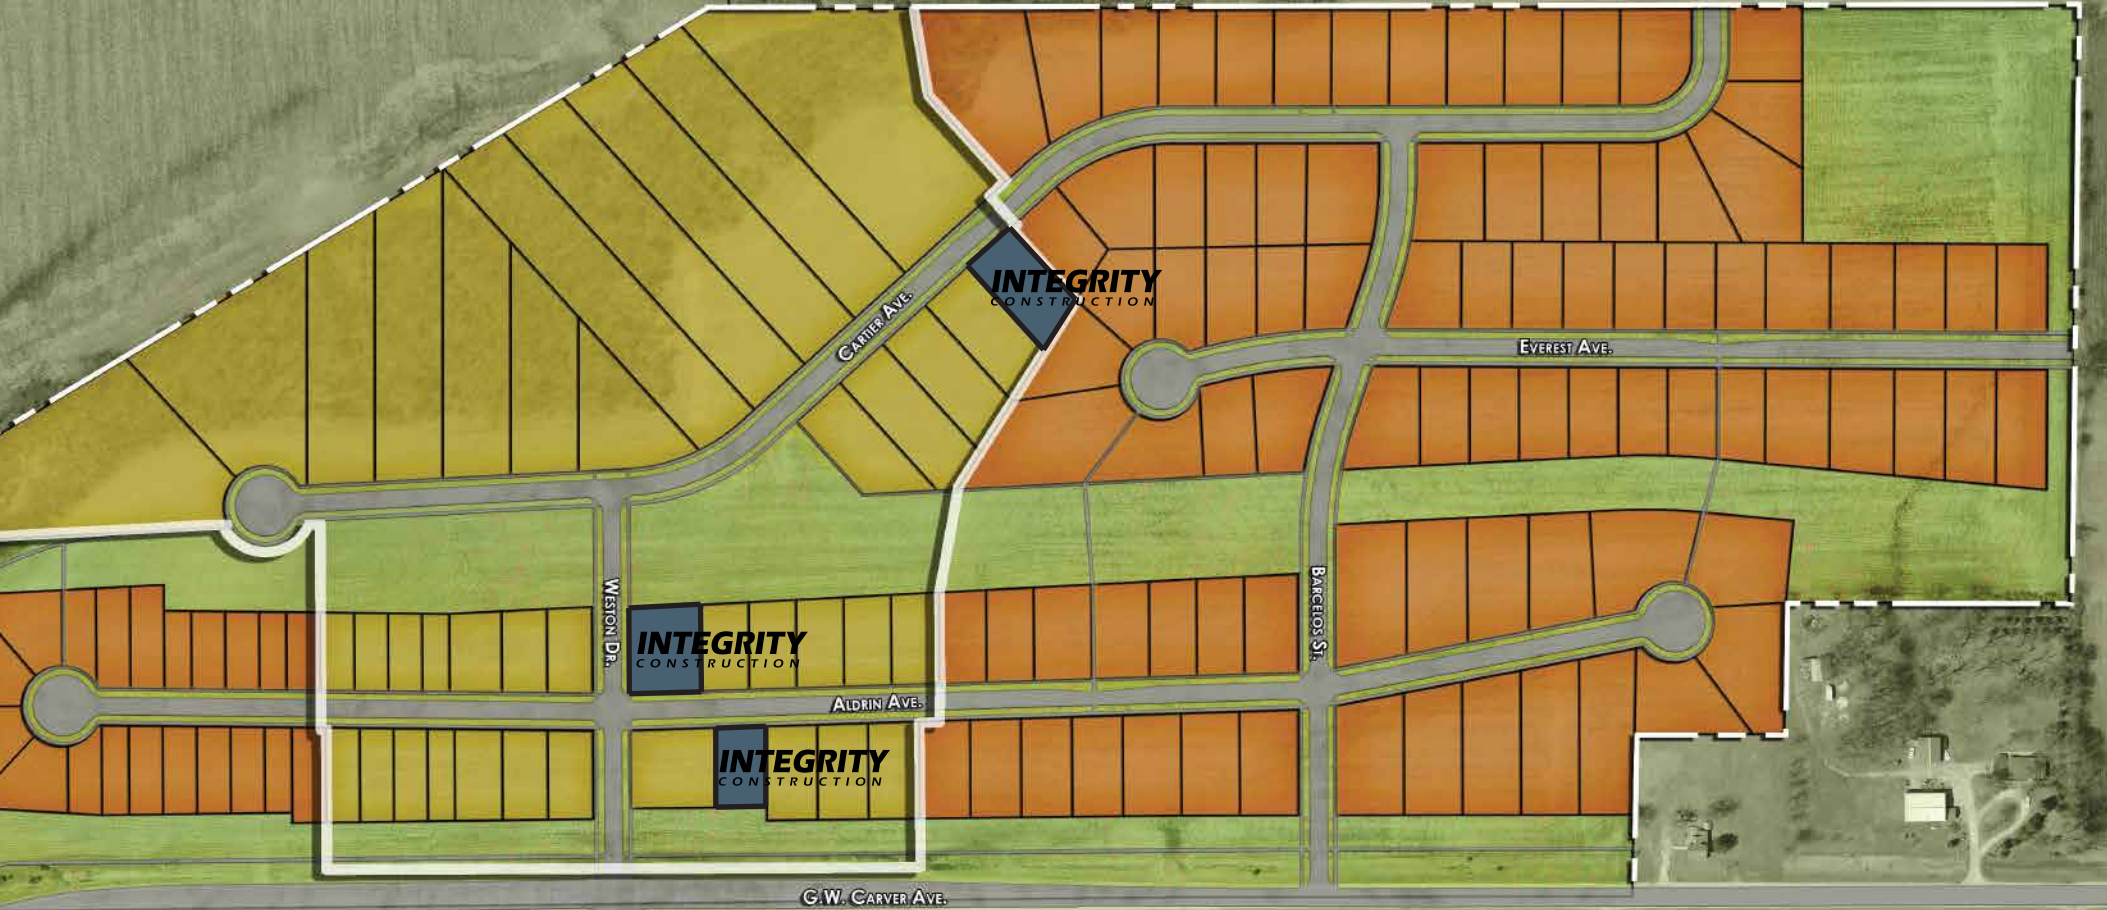 INTEGRITY
CONSTRUCTION
CARTIER AVE.
EVEREST AVE.
WESTON DR.
BARCELOS ST.
INTEGRITY
CONSTRUCTION
ALDRIN AVE.
INTEGRITY
CONSTRUCTION
G.W. CARVER AVE.